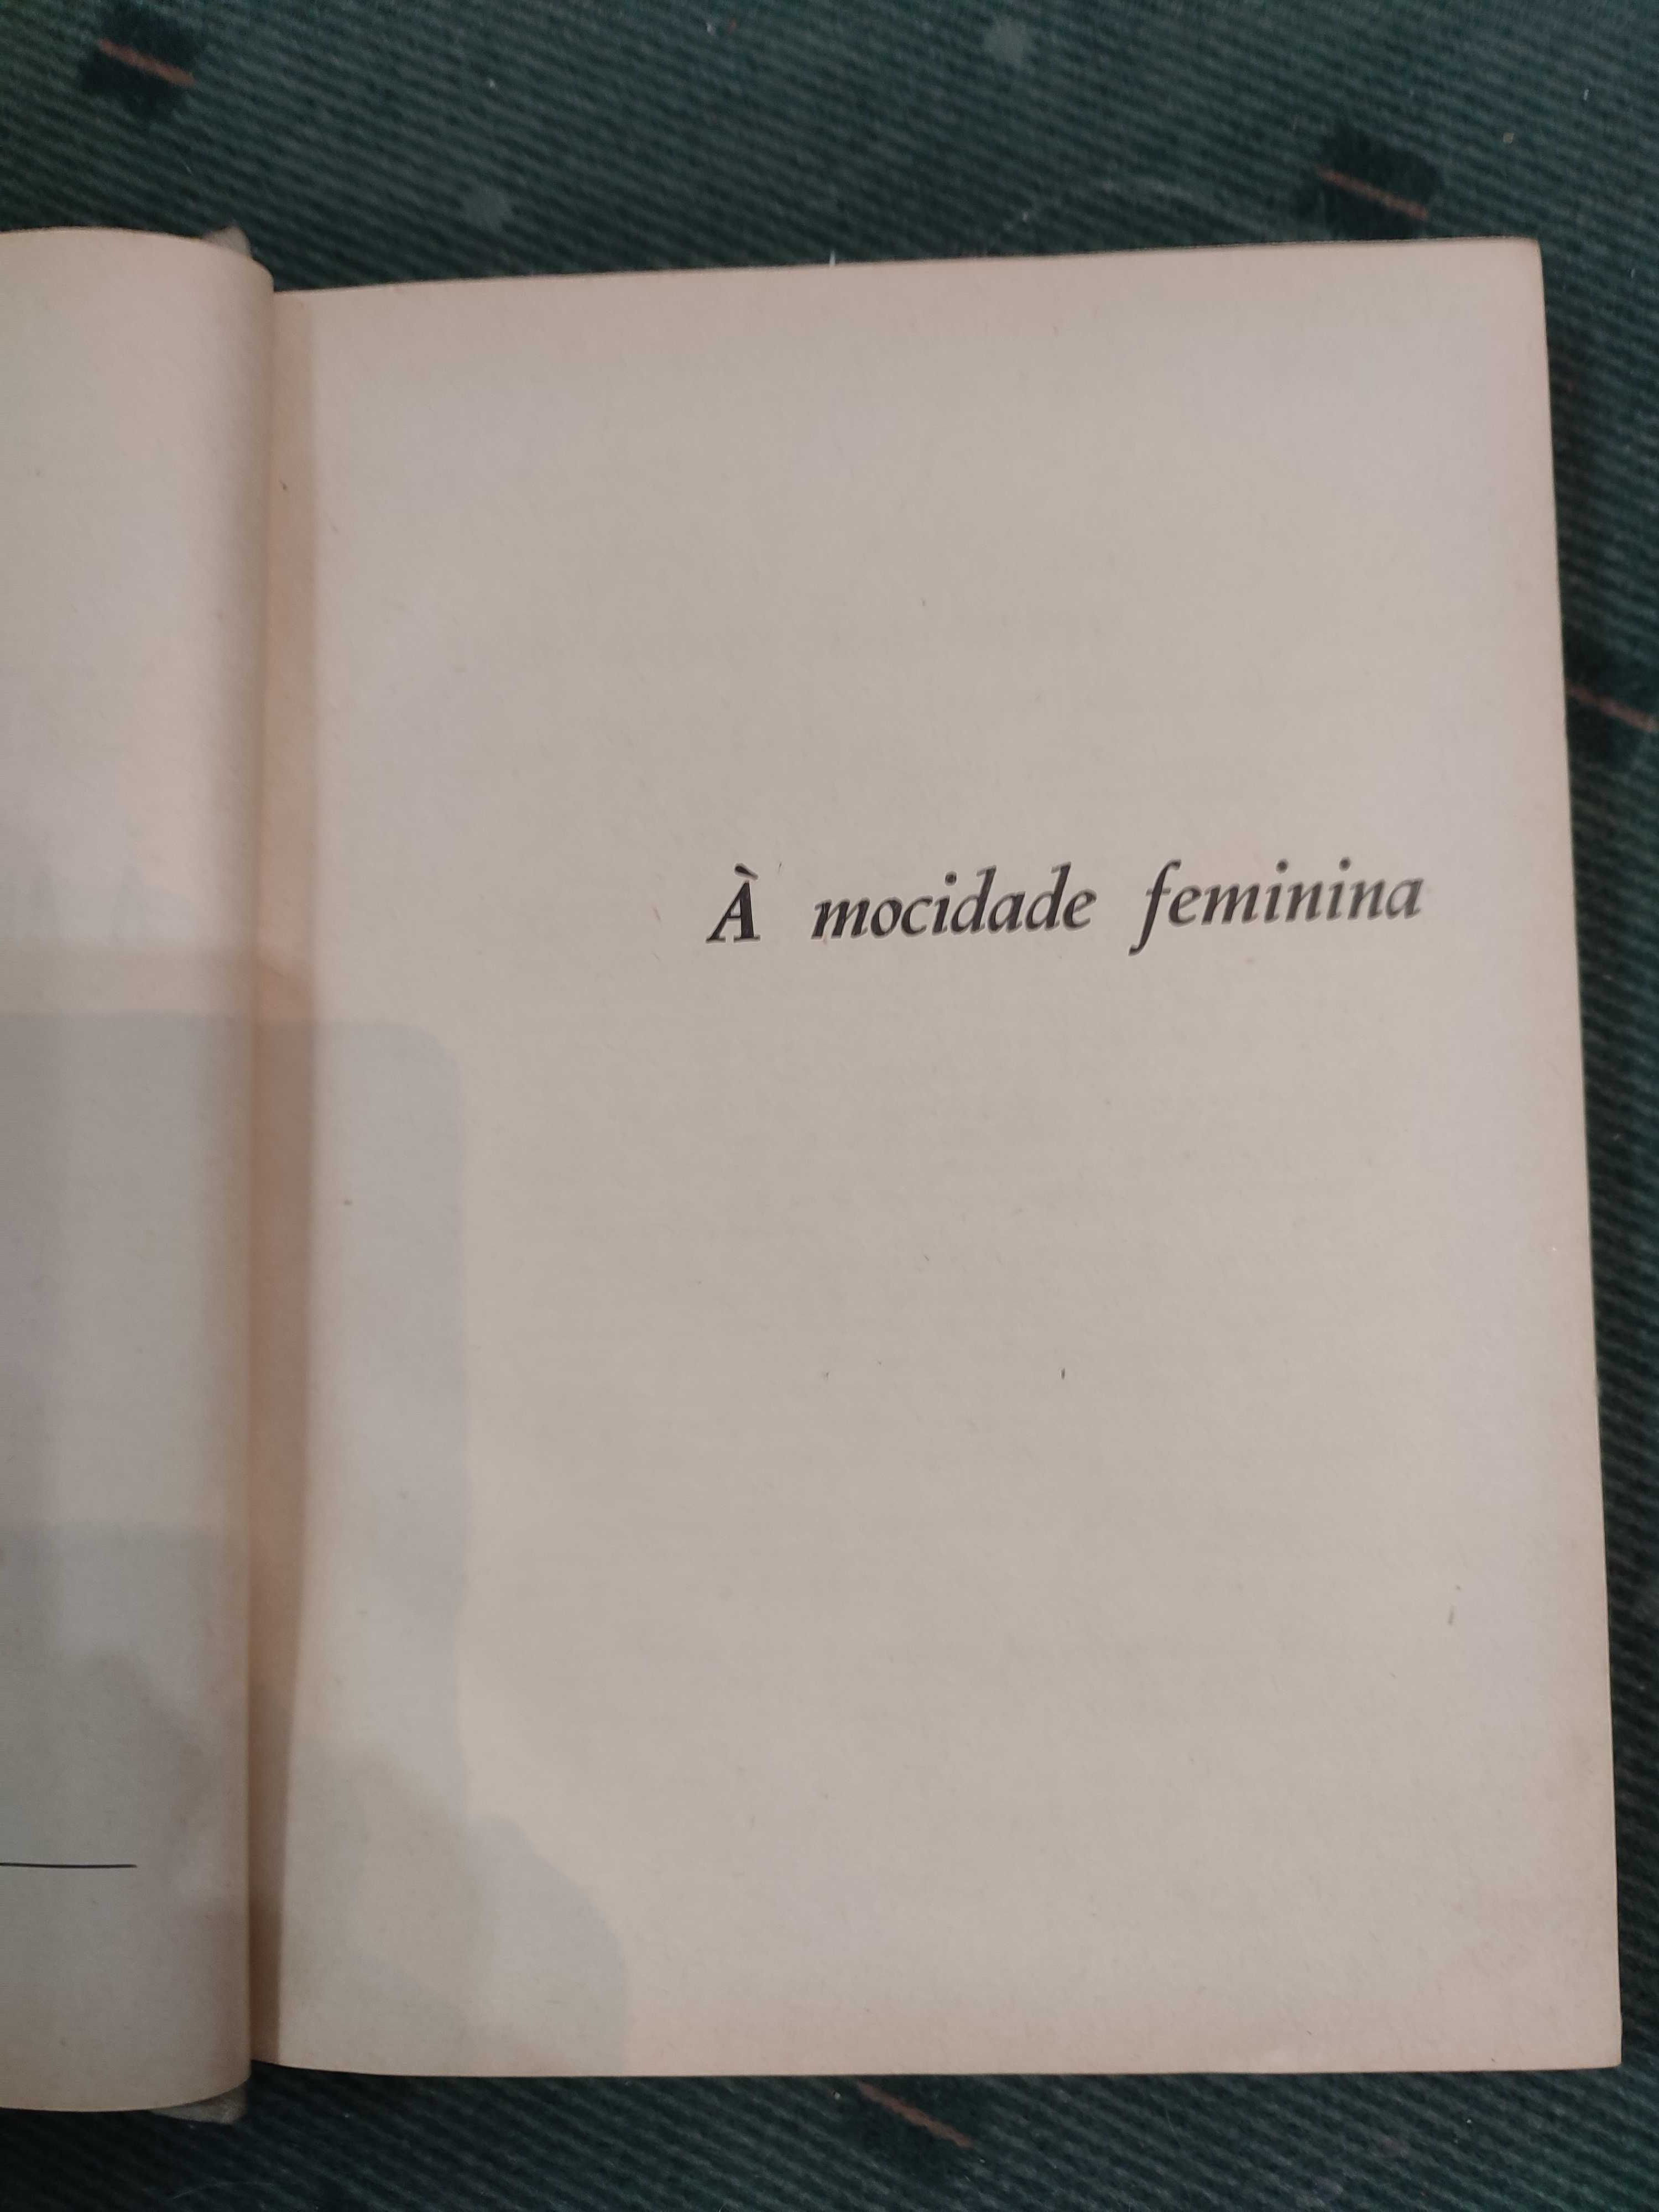 À mocidade feminina